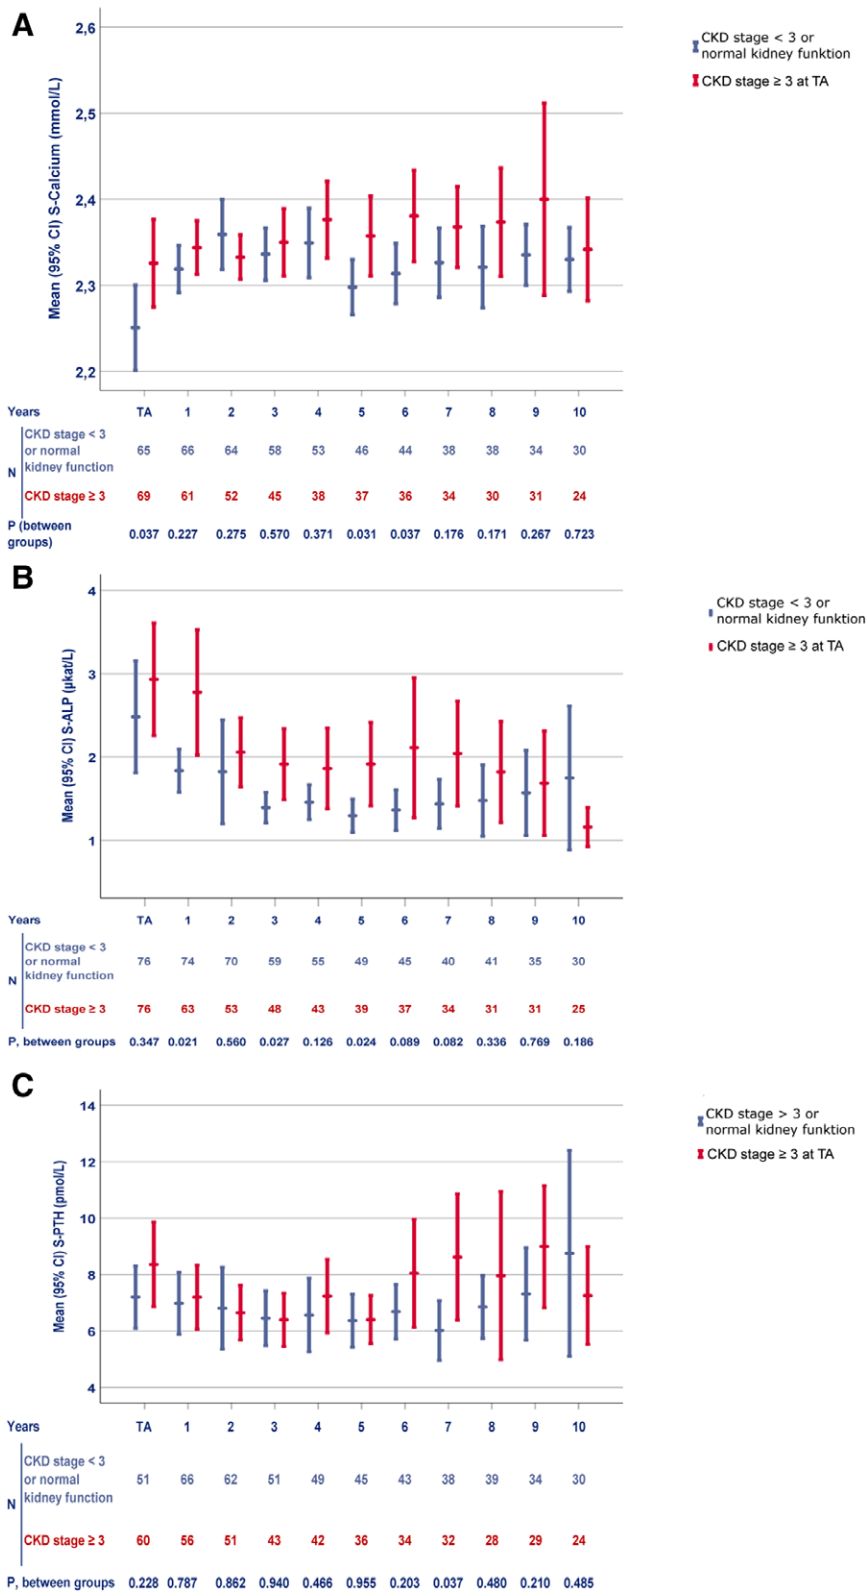 A
2,6
2,5
2,4
2,3
2,2
Mean (95% CI) S-Calcium (mmol/L)
CKD stage < 3 or
normal kidney funktion
CKD stage ≥ 3 at TA
Years TA 1 2 3 4 5 6 7 8 9 10
N
CKD stage < 3
or normal 65 66 64 58 53 46 44 38 38 34 30
kidney function
CKD stage ≥ 3 69 61 52 45 38 37 36 34 30 31 24
P (between
groups) 0.037 0.227 0.275 0.570 0.371 0.031 0.037 0.176 0.171 0.267 0.723
B
4
3
2
1
Mean (95% CI) S-ALP (µkat/L)
CKD stage < 3 or
normal kidney funktion
CKD stage ≥ 3 at TA
Years TA 1 2 3 4 5 6 7 8 9 10
N
CKD stage < 3
or normal 76 74 70 59 55 49 45 40 41 35 30
kidney function
CKD stage ≥ 3 76 63 53 48 43 39 37 34 31 31 25
P, between groups 0.347 0.021 0.560 0.027 0.126 0.024 0.089 0.082 0.336 0.769 0.186
C
14
12
10
8
6
4
Mean (95% CI) S-PTH (pmol/L)
CKD stage > 3 or
normal kidney funktion
CKD stage ≥ 3 at TA
Years TA 1 2 3 4 5 6 7 8 9 10
N
CKD stage < 3
or normal 51 66 62 51 49 45 43 38 39 34 30
kidney function
CKD stage ≥ 3 60 56 51 43 42 36 34 32 28 29 24
P, between groups 0.228 0.787 0.862 0.940 0.466 0.955 0.203 0.037 0.480 0.210 0.485